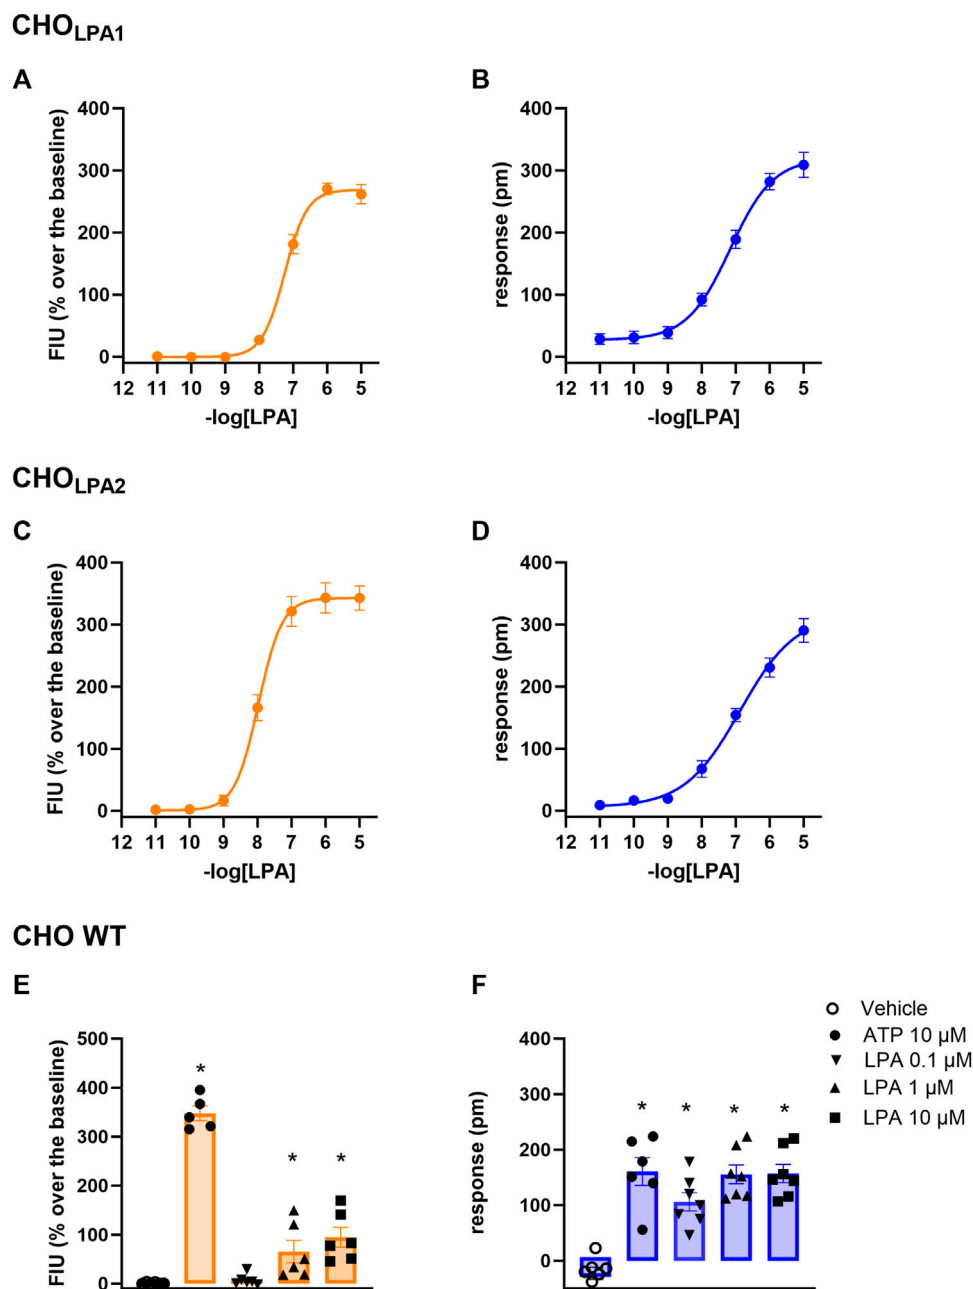 CHOLPA1
A
B
FIU (% over the baseline)
400
300
200
100
0
12 11 10 9 8 7 6 5
-log[LPA]
response (pm)
400
300
200
100
0
12 11 10 9 8 7 6 5
-log[LPA]
CHOLPA2
C
D
FIU (% over the baseline)
400
300
200
100
0
12 11 10 9 8 7 6 5
-log[LPA]
response (pm)
400
300
200
100
0
12 11 10 9 8 7 6 5
-log[LPA]
CHO WT
E
F
FIU (% over the baseline)
500
400
300
200
100
0
*
* *
response (pm)
400
300
200
100
0
* * * *
Vehicle
ATP 10 µM
LPA 0.1 µM
LPA 1 µM
LPA 10 µM